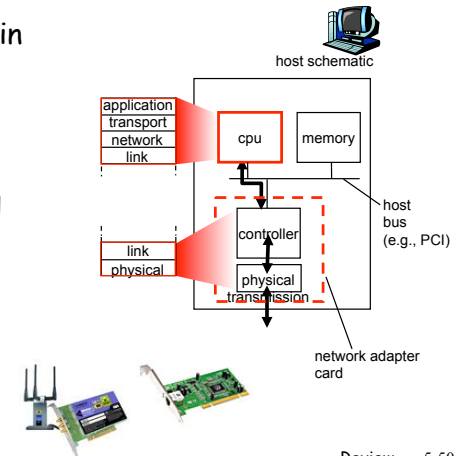 in
host schematic
application
transport
network
link
cpu
memory
host
bus
(e.g., PCI)
controller
link
physical
physical
transmission
network adapter
card